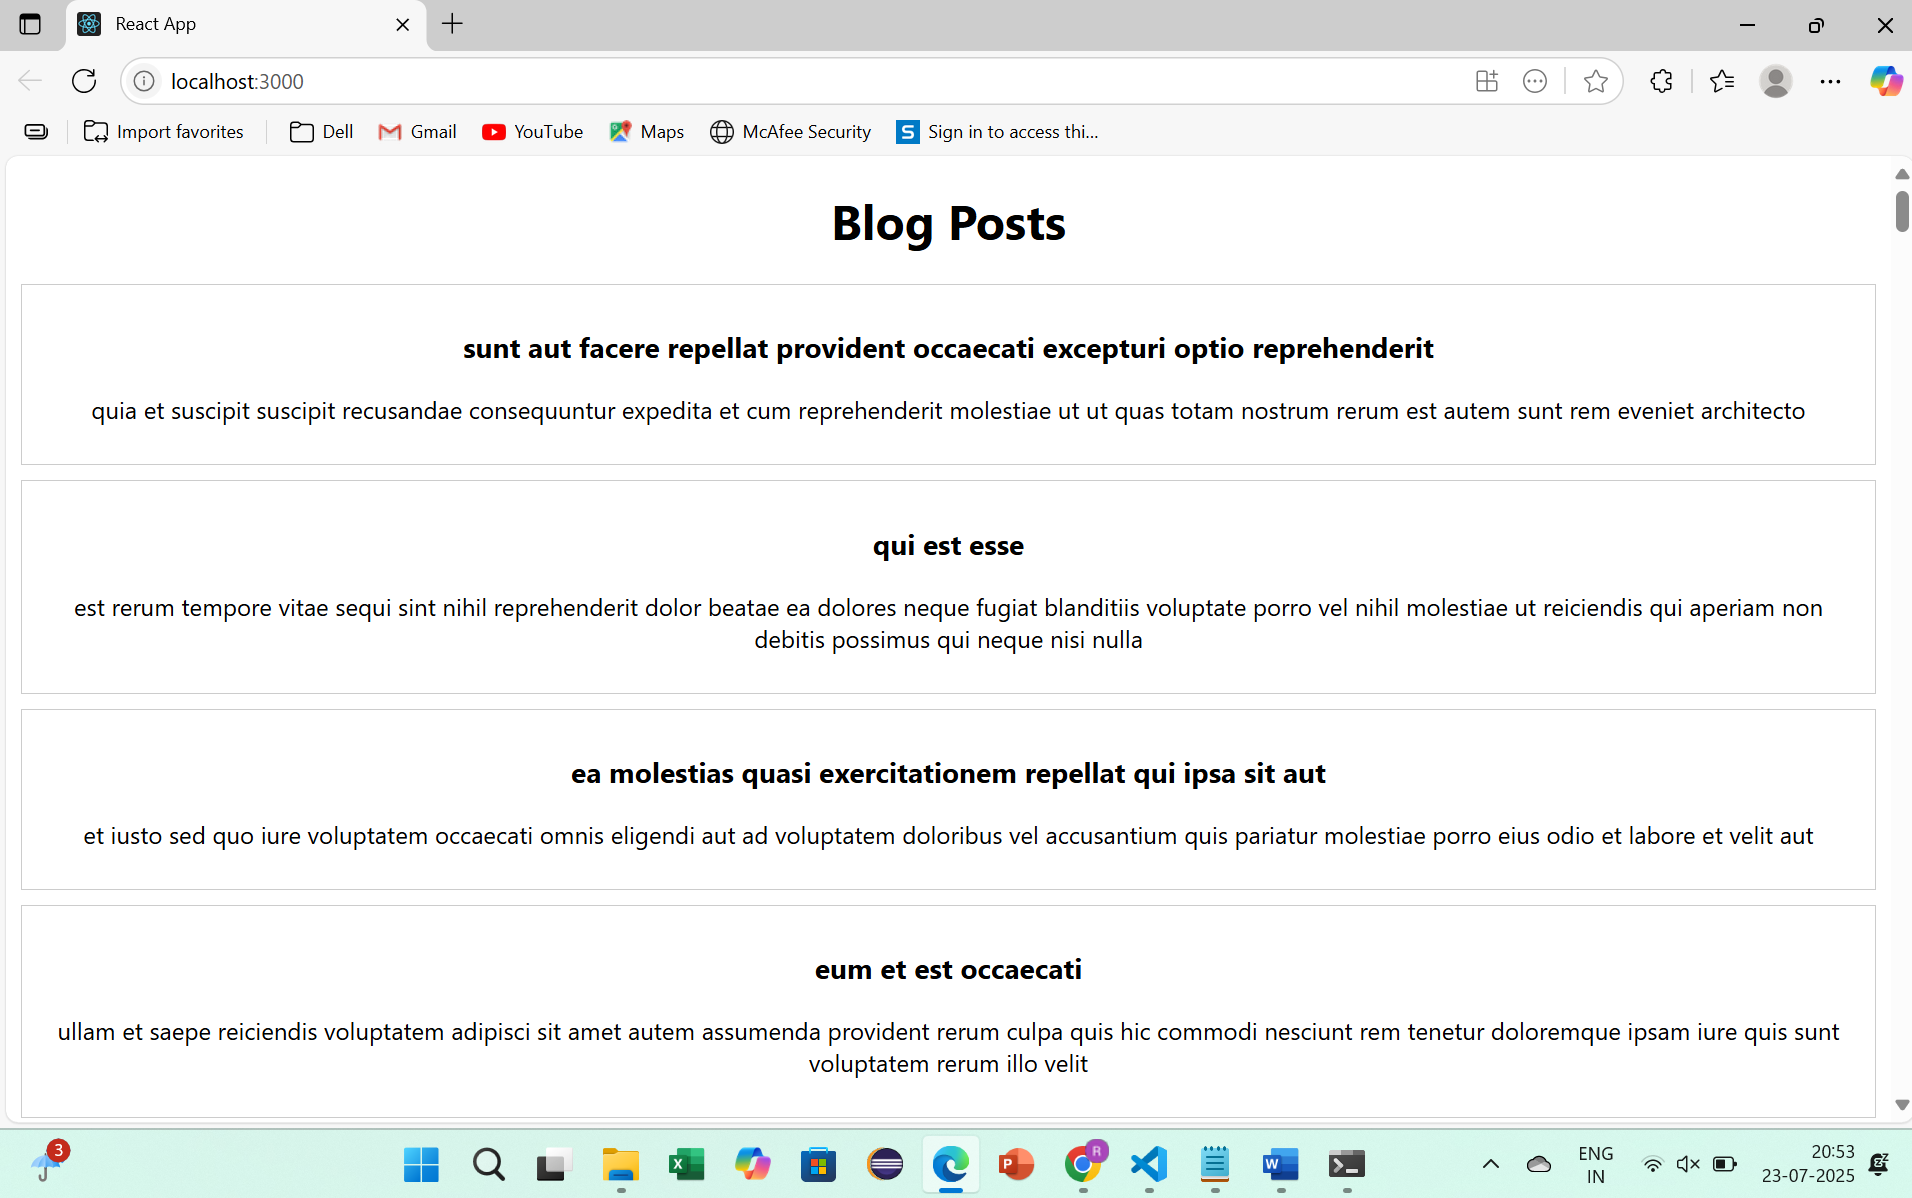 React App
localhost:3000
Import favorites Dell Gmail YouTube Maps McAfee Security Sign in to access thi...
Blog Posts
sunt aut facere repellat provident occaecati excepturi optio reprehenderit
quia et suscipit suscipit recusandae consequuntur expedita et cum reprehenderit molestiae ut ut quas totam nostrum rerum est autem sunt rem eveniet architecto
qui est esse
est rerum tempore vitae sequi sint nihil reprehenderit dolor beatae ea dolores neque fugiat blanditiis voluptate porro vel nihil molestiae ut reiciendis qui aperiam non
debitis possimus qui neque nisi nulla
ea molestias quasi exercitationem repellat qui ipsa sit aut
et iusto sed quo iure voluptatem occaecati omnis eligendi aut ad voluptatem doloribus vel accusantium quis pariatur molestiae porro eius odio et labore et velit aut
eum et est occaecati
ullam et saepe reiciendis voluptatem adipisci sit amet autem assumenda provident rerum culpa quis hic commodi nesciunt rem tenetur doloremque ipsam iure quis sunt
voluptatem rerum illo velit
3
R
ENG
IN
20:53
23-07-2025